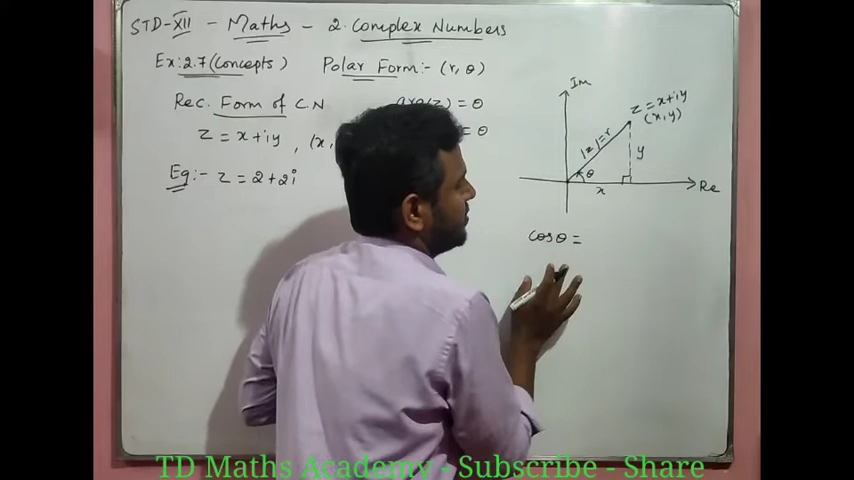 STD-XII - Maths - 2. Complex Numbers
Ex: 2.7 (Concepts) Polar Form:- (r, θ)
Rec. Form of C.N
arg(z) = θ
z = x+iy , (x,
= θ
Eg:- z = 2+2i
Im
z = x+iy
(x,y)
|z|=r
y
θ
x
Re
cosθ =
TD Maths Academy - Subscribe - Share